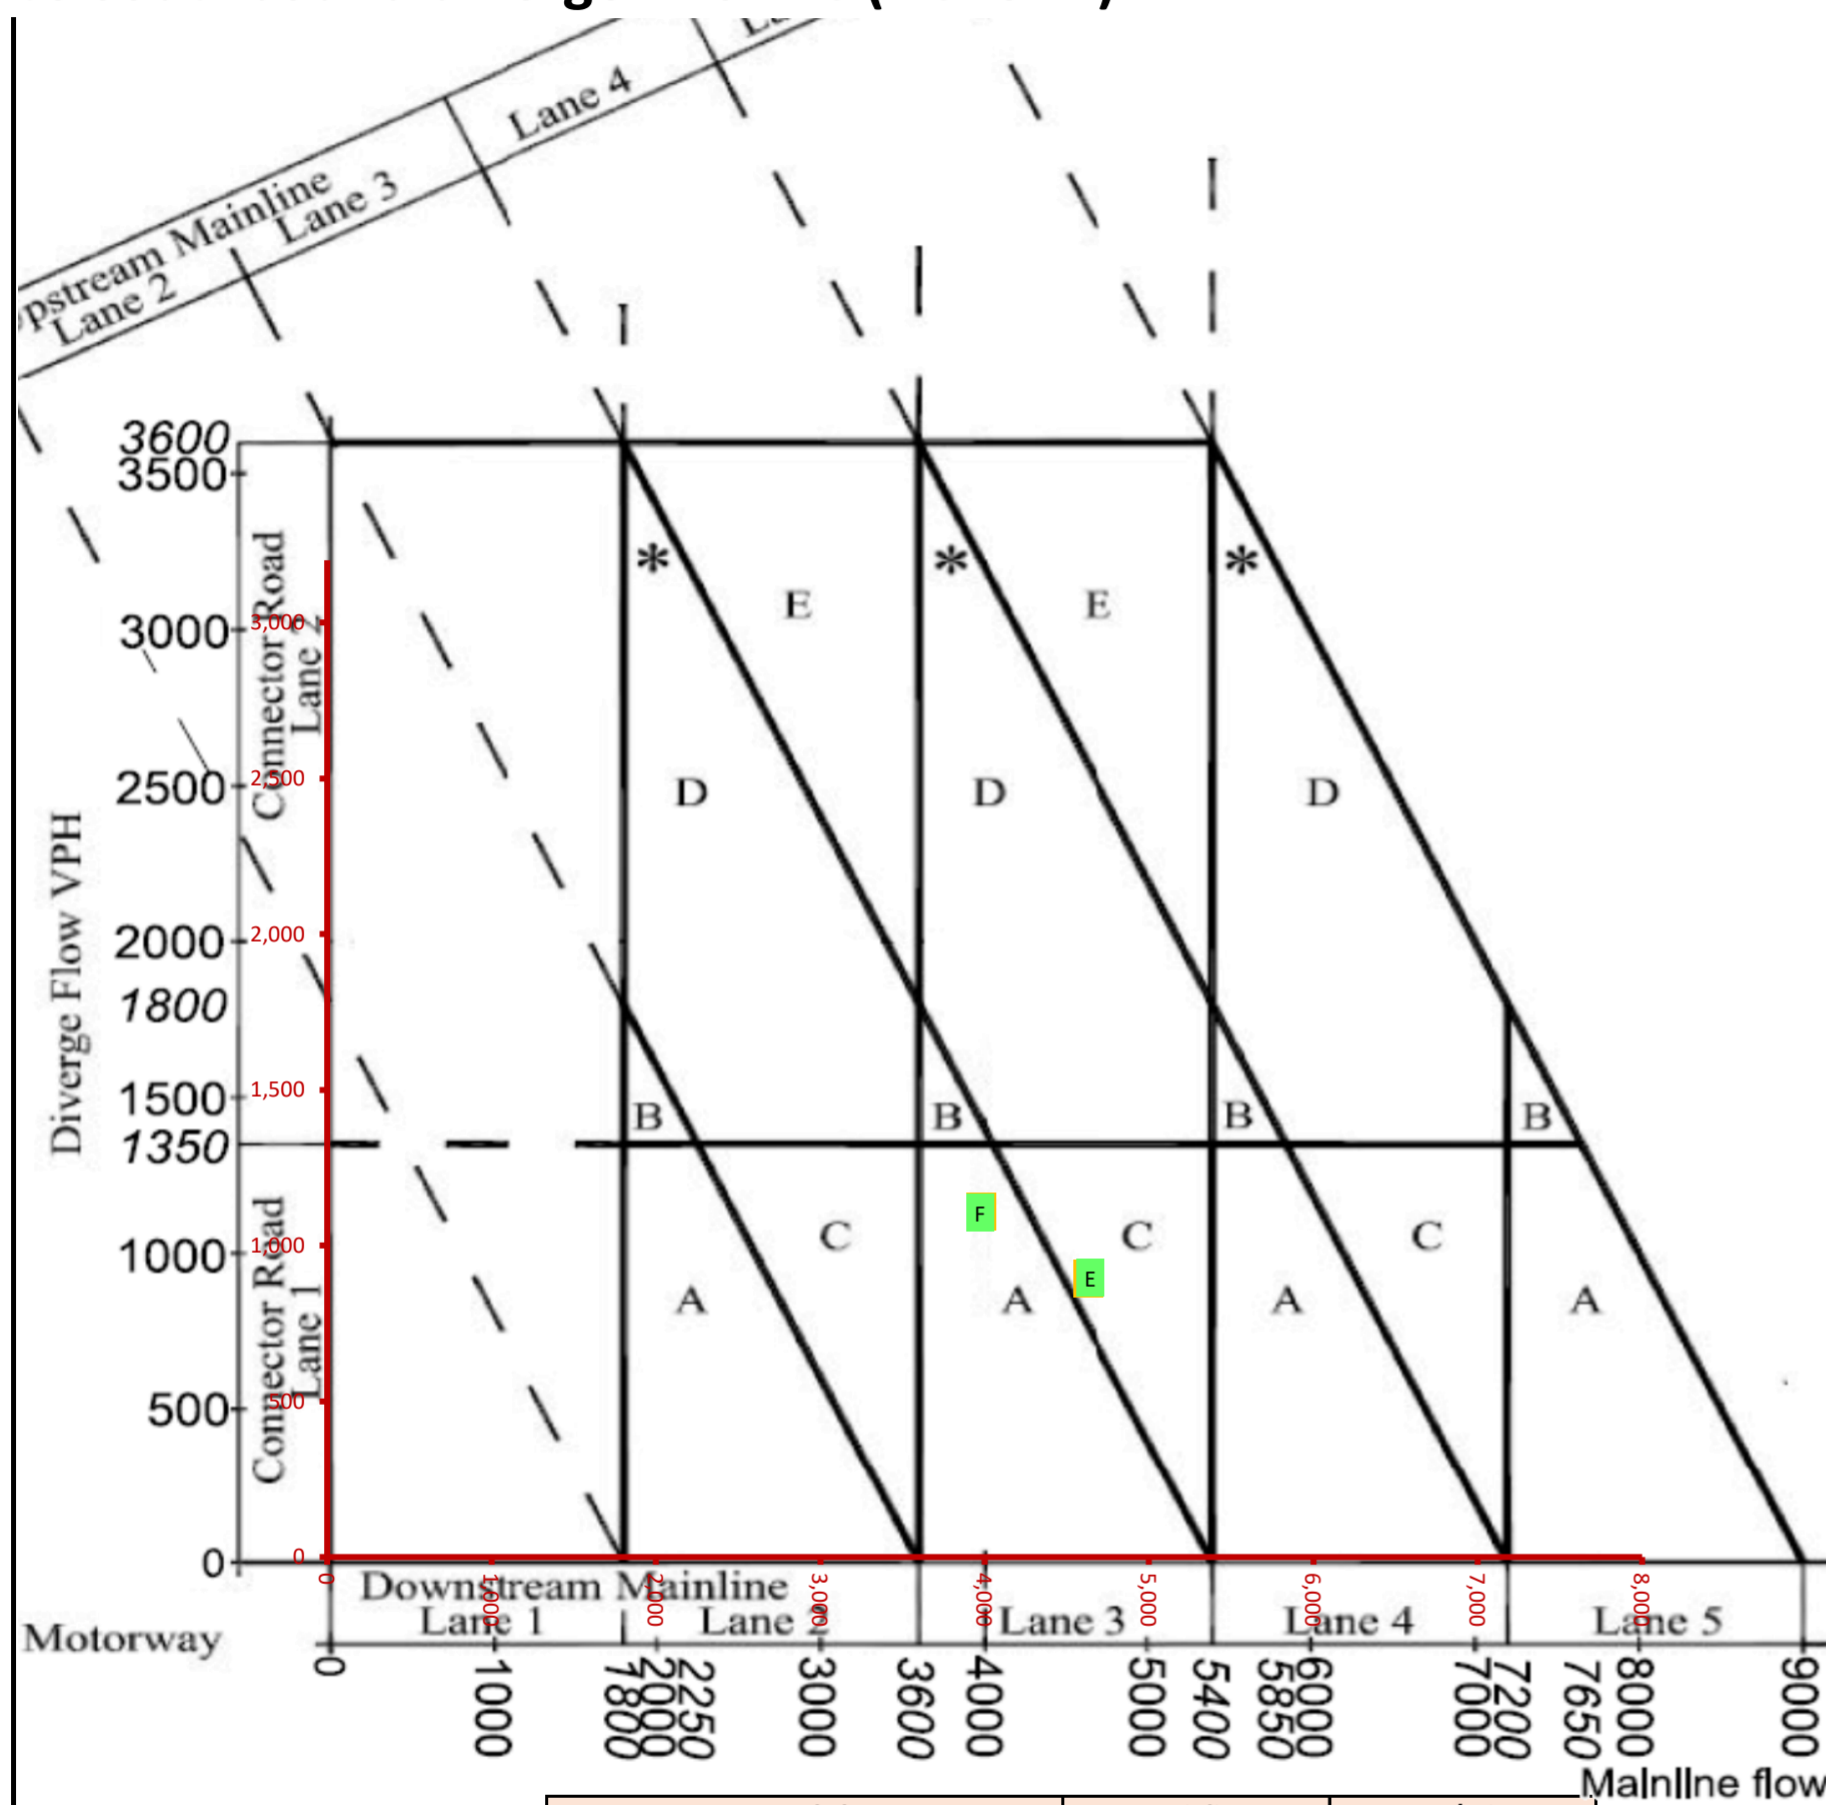 Lane 4
Upstream Mainline
Lane 3
Lane 2
3600
3500
3000
2500
2000
1800
1500
1350
1000
500
0
Diverge Flow VPH
Connector Road
Lane 2
Connector Road
Lane 1
3,000
2,500
2,000
1,500
1,000
500
0
* * *
E E
D D D
B B B B
F
C C C
E
A A A A
0 1,000 2,000 3,000 4,000 5,000 6,000 7,000 8,000
Downstream Mainline
Lane 1 Lane 2 Lane 3 Lane 4 Lane 5
Motorway
0 1000 1800 2000 2250 3000 3600 4000 5000 5400 5850 6000 7000 7200 7650 8000 9000
Mainline flow